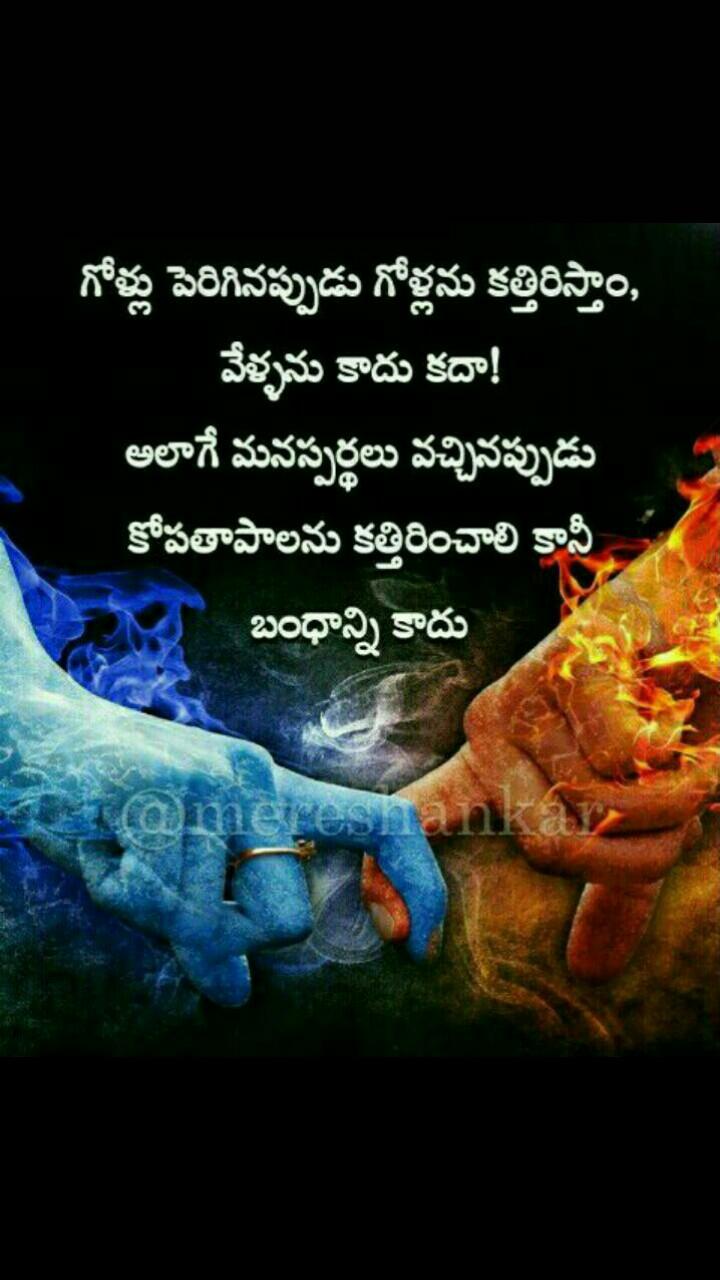 గోళ్లు పెరిగినప్పుడు గోళ్లను కత్తిరిస్తాం,
వేళ్ళను కాదు కదా!
అలాగే మనస్పర్థలు వచ్చినప్పుడు
కోపతాపాలను కత్తిరించాలి కానీ
బంధాన్ని కాదు
@mereshankar